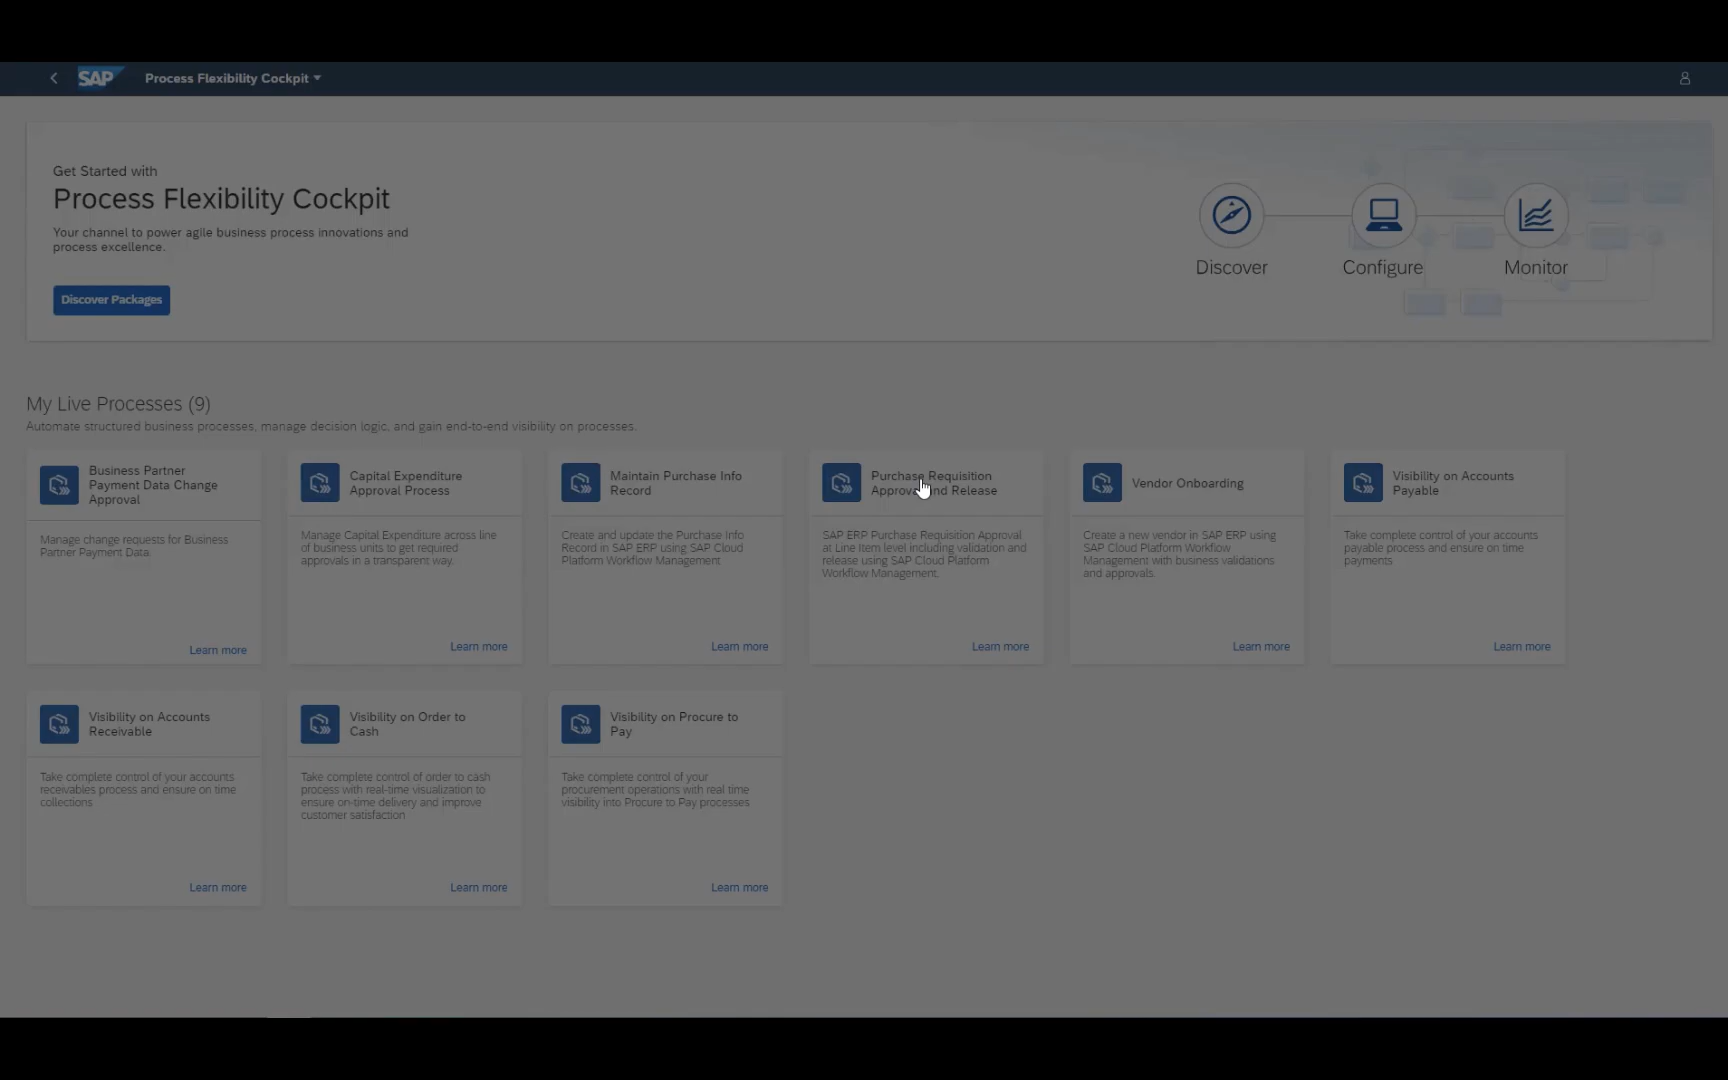 SAP
Process Flexibility Cockpit
Get Started with
Process Flexibility Cockpit
Your channel to power agile business process innovations and
process excellence.
Discover Packages
Discover
Configure
Monitor
My Live Processes (9)
Automate structured business processes, manage decision logic, and gain end-to-end visibility on processes.
Business Partner
Payment Data Change
Approval
Manage change requests for Business
Partner Payment Data
Learn more
Capital Expenditure
Approval Process
Manage Capital Expenditure across line
of business units to get required
approvals in a transparent way.
Learn more
Maintain Purchase Info
Record
Create and update the Purchase Info
Record in SAP ERP using SAP Cloud
Platform Workflow Management
Learn more
Purchase Requisition
Approval and Release
SAP ERP Purchase Requisition Approval
at Line Item level including validation and
release using SAP Cloud Platform
Workflow Management.
Learn more
Vendor Onboarding
Create a new vendor in SAP ERP using
SAP Cloud Platform Workflow
Management with business validations
and approvals.
Learn more
Visibility on Accounts
Payable
Take complete control of your accounts
payable process and ensure on time
payments
Learn more
Visibility on Accounts
Receivable
Take complete control of your accounts
receivables process and ensure on time
collections
Learn more
Visibility on Order to
Cash
Take complete control of order to cash
process with real-time visualization to
ensure on-time delivery and improve
customer satisfaction
Learn more
Visibility on Procure to
Pay
Take complete control of your
procurement operations with real time
visibility into Procure to Pay processes
Learn more